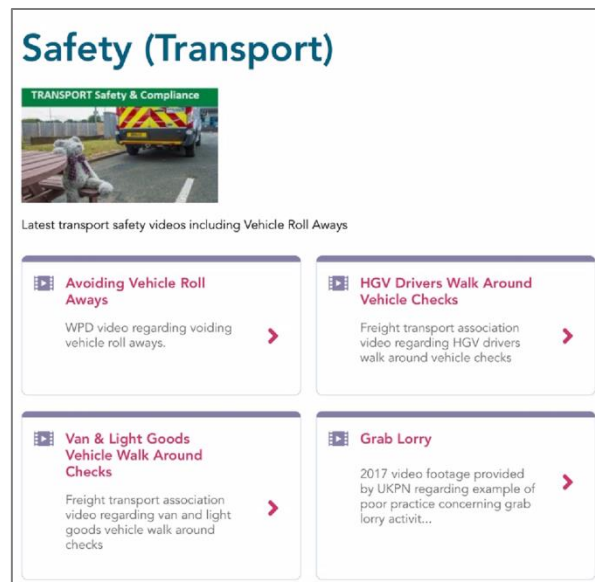 Safety (Transport)
TRANSPORT Safety & Compliance
Latest transport safety videos including Vehicle Roll Aways
Avoiding Vehicle Roll
Aways
WPD video regarding voiding
vehicle roll aways.
HGV Drivers Walk Around
Vehicle Checks
Freight transport association
video regarding HGV drivers
walk around vehicle checks
Van & Light Goods
Vehicle Walk Around
Checks
Freight transport association
video regarding van and light
goods vehicle walk around
checks
Grab Lorry
2017 video footage provided
by UKPN regarding example of
poor practice concerning grab
lorry activit...